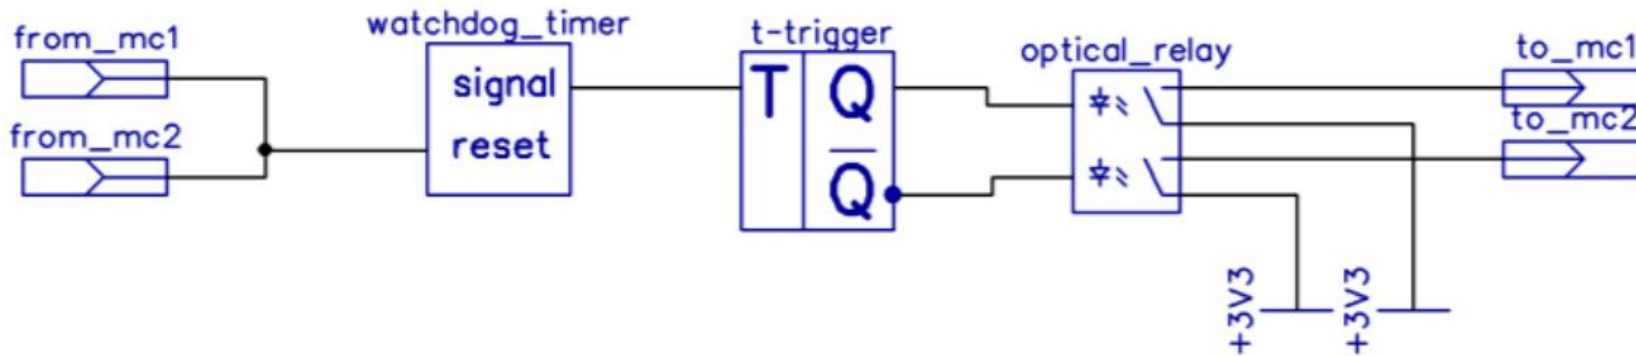 from_mc1
from_mc2
watchdog_timer
signal
reset
t-trigger
T
Q
Q̅
optical_relay
to_mc1
to_mc2
+3V3
+3V3